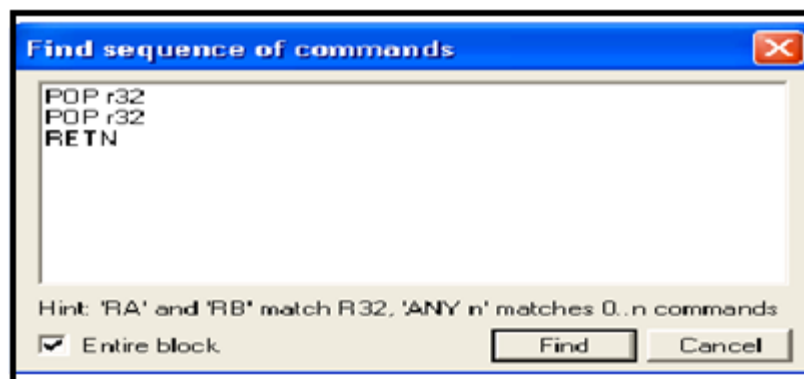 Find sequence of commands
POP r32
POP r32
RETN
Hint: 'RA' and 'RB' match R32, 'ANY n' matches 0..n commands
Entire block
Find
Cancel